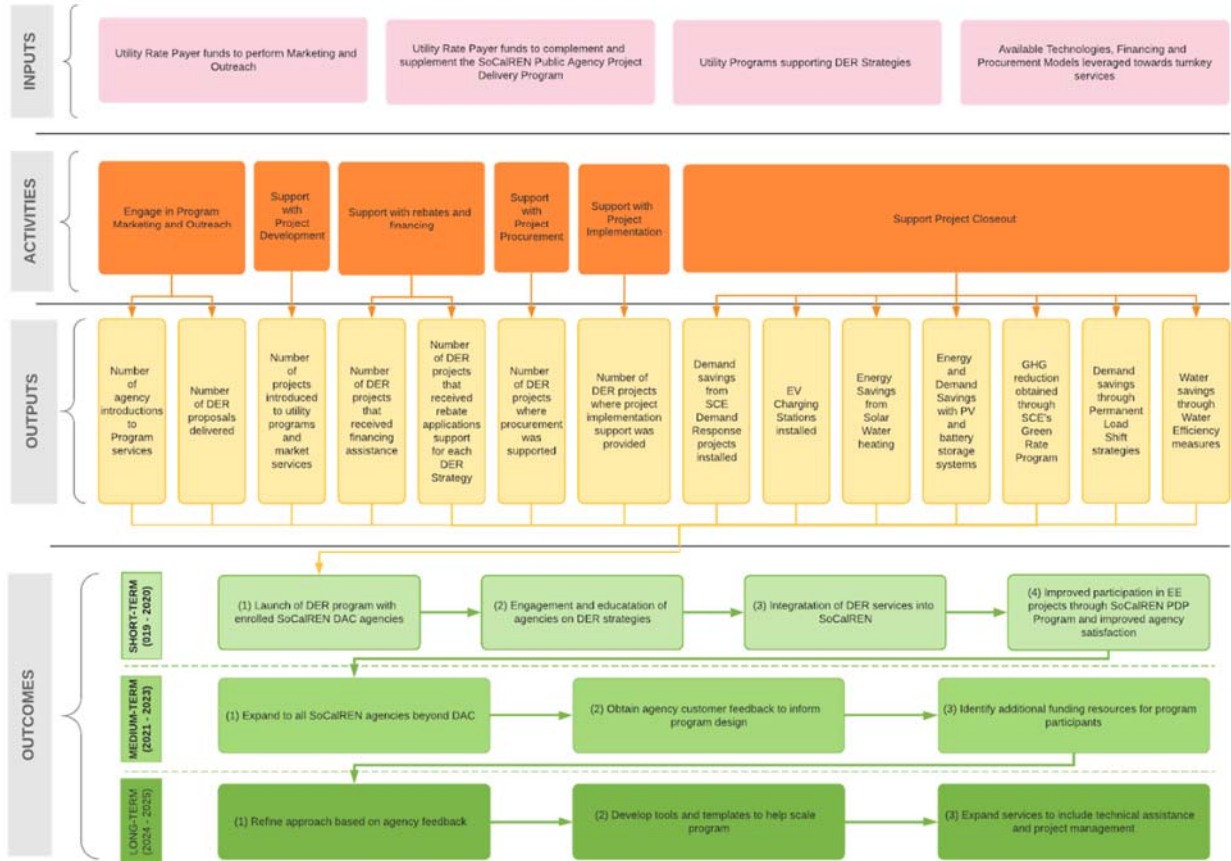 INPUTS
Utility Rate Payer funds to perform Marketing and
Outreach
Utility Rate Payer funds to complement and
supplement the SoCalREN Public Agency Project
Delivery Program
Utility Programs supporting DER Strategies
Available Technologies, Financing and
Procurement Models leveraged towards turnkey
services
ACTIVITIES
Engage in Program
Marketing and Outreach
Support
with
Project
Development
Support with rebates and
financing
Support
with
Project
Procurement
Support with
Project
Implementation
Support Project Closeout
OUTPUTS
Number
of
agency
introductions
to
Program
services
Number
of DER
proposals
delivered
Number
of
projects
introduced
to utility
programs
and
market
services
Number
of DER
projects
that
received
financing
assistance
Number
of DER
projects
that
received
rebate
applications
support
for each
DER
Strategy
Number
of DER
projects
where
procurement
was
supported
Number of
DER projects
where project
implementation
support was
provided
Demand
savings
from
SCE
Demand
Response
projects
installed
EV
Charging
Stations
installed
Energy
Savings
from
Solar
Water
heating
Energy
and
Demand
Savings
with PV
and
battery
storage
systems
GHG
reduction
obtained
through
SCE's
Green
Rate
Program
Demand
savings
through
Permanent
Load
Shift
strategies
Water
savings
through
Water
Efficiency
measures
OUTCOMES
SHORT-TERM
(019 - 2020)
(1) Launch of DER program with
enrolled SoCalREN DAC agencies
(2) Engagement and educatation of
agencies on DER strategies
(3) Integratation of DER services into
SoCalREN
(4) Improved participation in EE
projects through SoCalREN PDP
Program and improved agency
satisfaction
MEDIUM-TERM
(2021 - 2023)
(1) Expand to all SoCalREN agencies beyond DAC
(2) Obtain agency customer feedback to inform
program design
(3) Identify additional funding resources for program
participants
LONG-TERM
(2024 - 2025)
(1) Refine approach based on agency feedback
(2) Develop tools and templates to help scale
program
(3) Expand services to include technical assistance
and project management